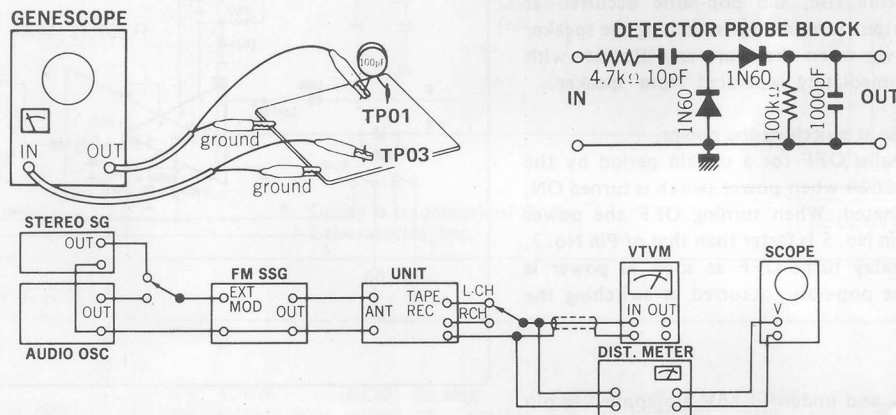 GENESCOPE
IN
OUT
ground
ground
100pF
TP01
TP03
DETECTOR PROBE BLOCK
4.7kΩ 10pF
1N60
IN
1N60
100kΩ
1000pF
OUT
STEREO SG
OUT
OUT
AUDIO OSC
FM SSG
EXT
MOD
OUT
UNIT
ANT
TAPE
REC
L·CH
R·CH
VTVM
IN OUT
DIST. METER
SCOPE
V